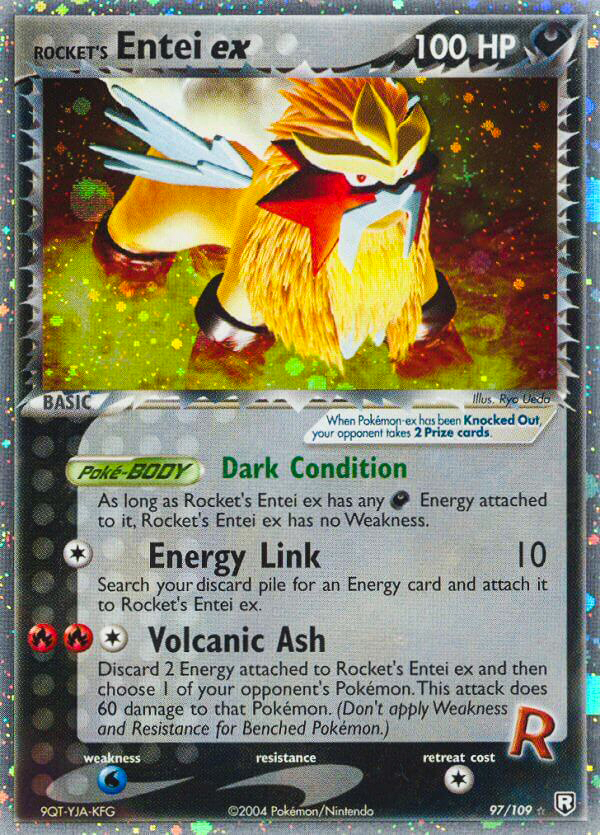 ROCKET'S Entei ex 100 HP
BASIC
Illus. Ryo Ueda
When Pokémon-ex has been Knocked Out,
your opponent takes 2 Prize cards.
Poké-BODY Dark Condition
As long as Rocket's Entei ex has any Energy attached
to it, Rocket's Entei ex has no Weakness.
Energy Link 10
Search your discard pile for an Energy card and attach it
to Rocket's Entei ex.
Volcanic Ash
Discard 2 Energy attached to Rocket's Entei ex and then
choose 1 of your opponent's Pokémon. This attack does
60 damage to that Pokémon. (Don't apply Weakness
and Resistance for Benched Pokémon.)
R
weakness resistance retreat cost
9QT-YJA-KFG ©2004 Pokémon/Nintendo 97/109 ☆ R